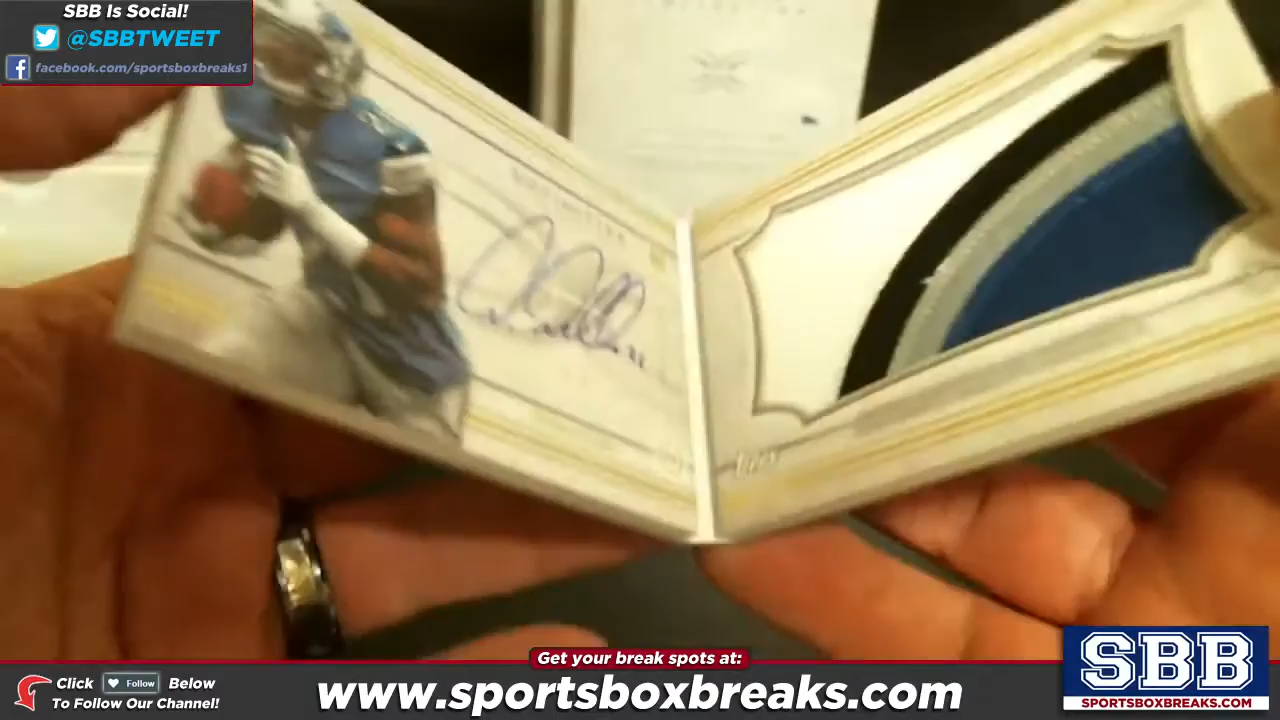 SBB Is Social!
@SBBTWEET
facebook.com/sportsboxbreaks1
Get your break spots at:
Click Follow Below
To Follow Our Channel!
www.sportsboxbreaks.com
SBB
SPORTSBOXBREAKS.COM